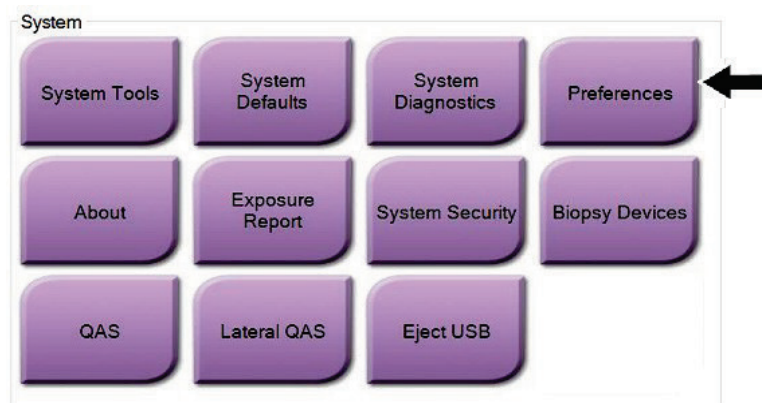 System
System Tools
System
Defaults
System
Diagnostics
Preferences
About
Exposure
Report
System Security
Biopsy Devices
QAS
Lateral QAS
Eject USB